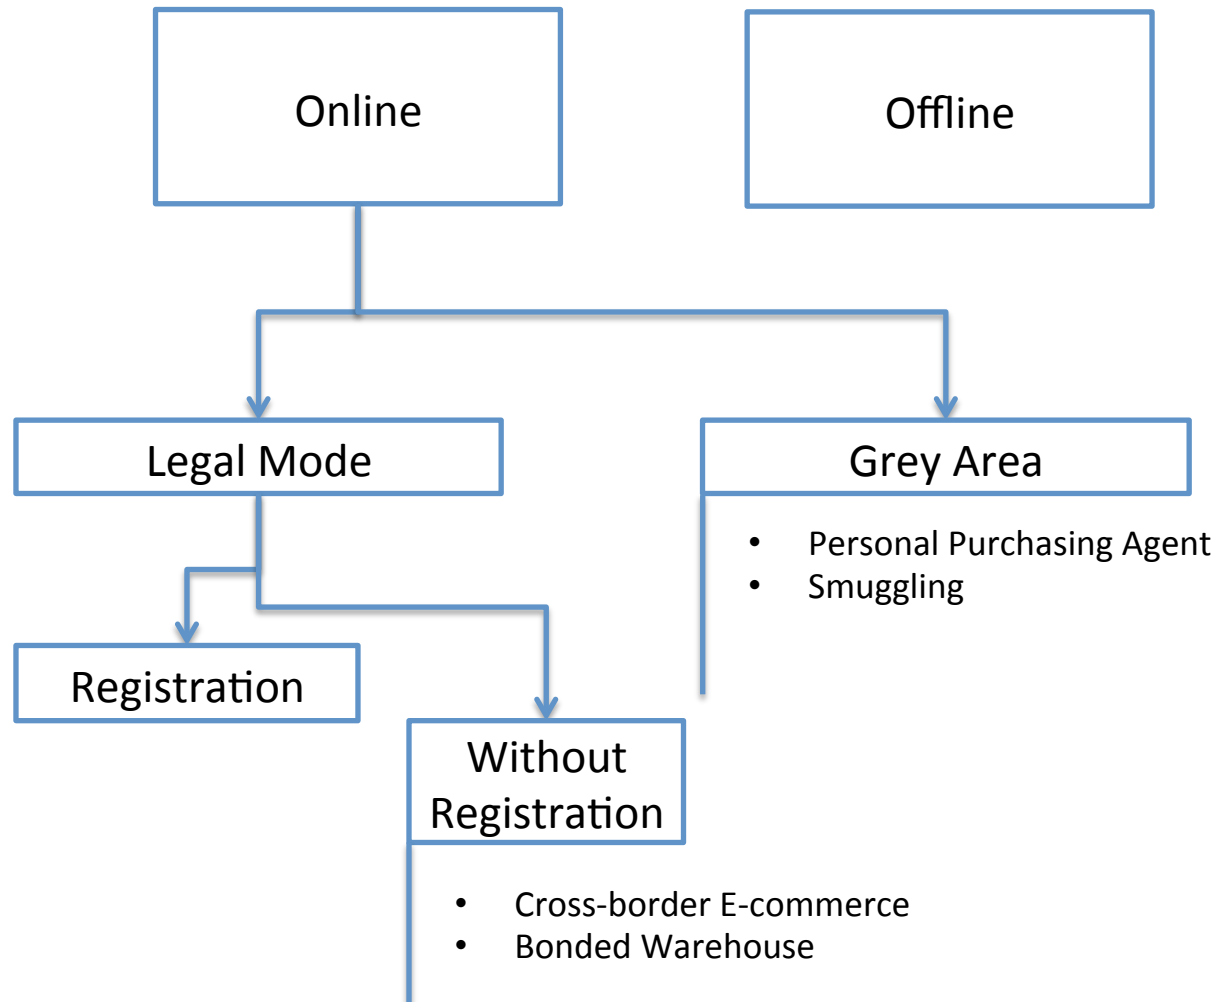 Online
Offline
Legal Mode
Grey Area
• Personal Purchasing Agent
• Smuggling
Registration
Without
Registration
• Cross-border E-commerce
• Bonded Warehouse